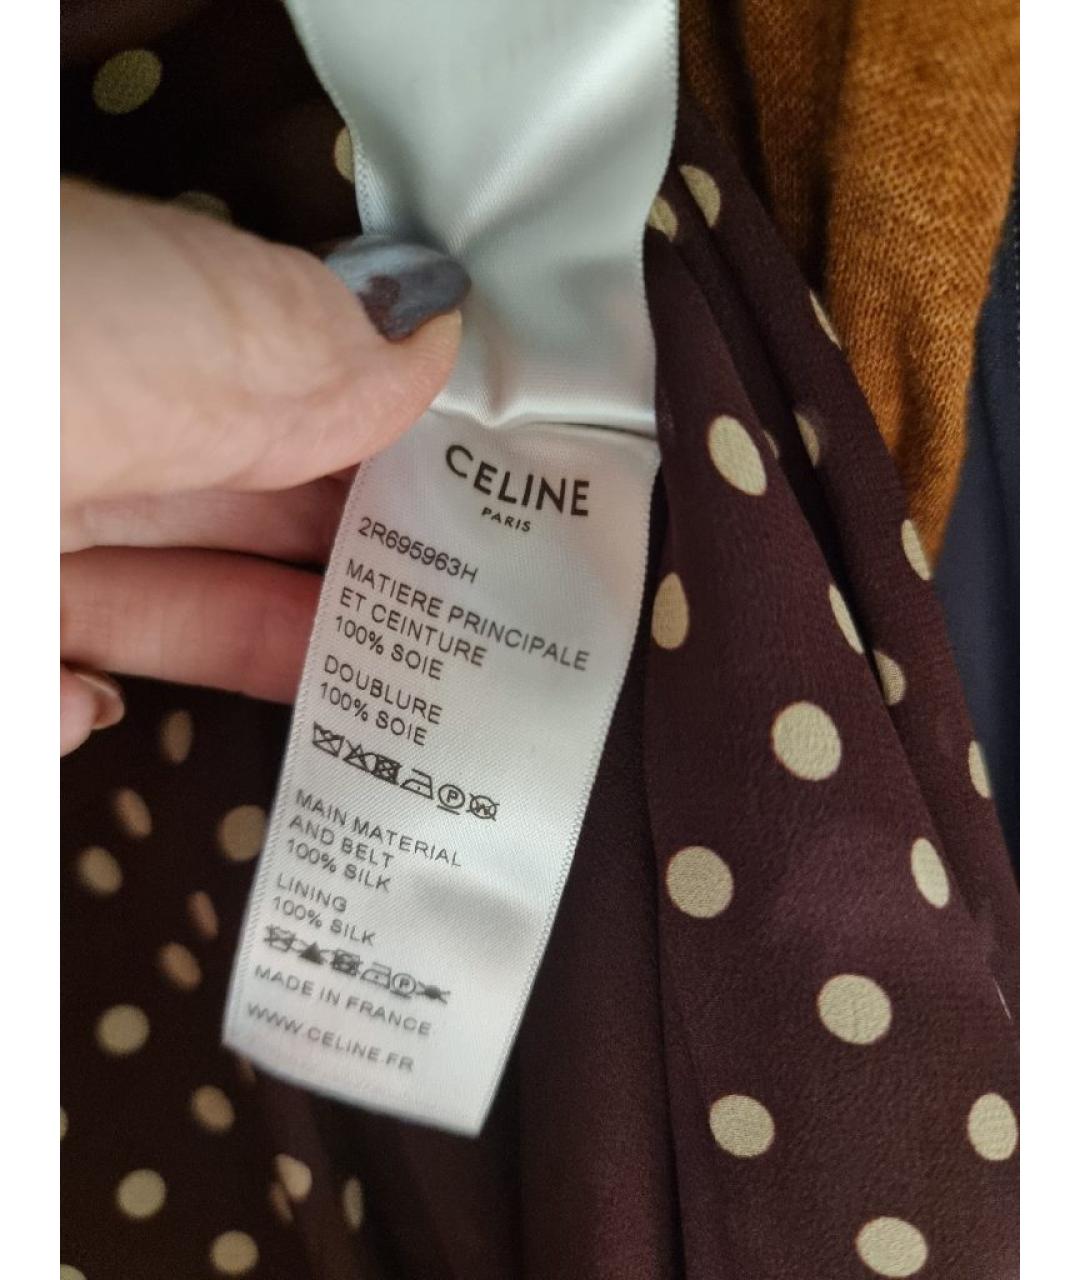 CELINE
PARIS
2R695963H
MATIERE PRINCIPALE
ET CEINTURE
100% SOIE
DOUBLURE
100% SOIE
MAIN MATERIAL
AND BELT
100% SILK
LINING
100% SILK
MADE IN FRANCE
WWW.CELINE.FR